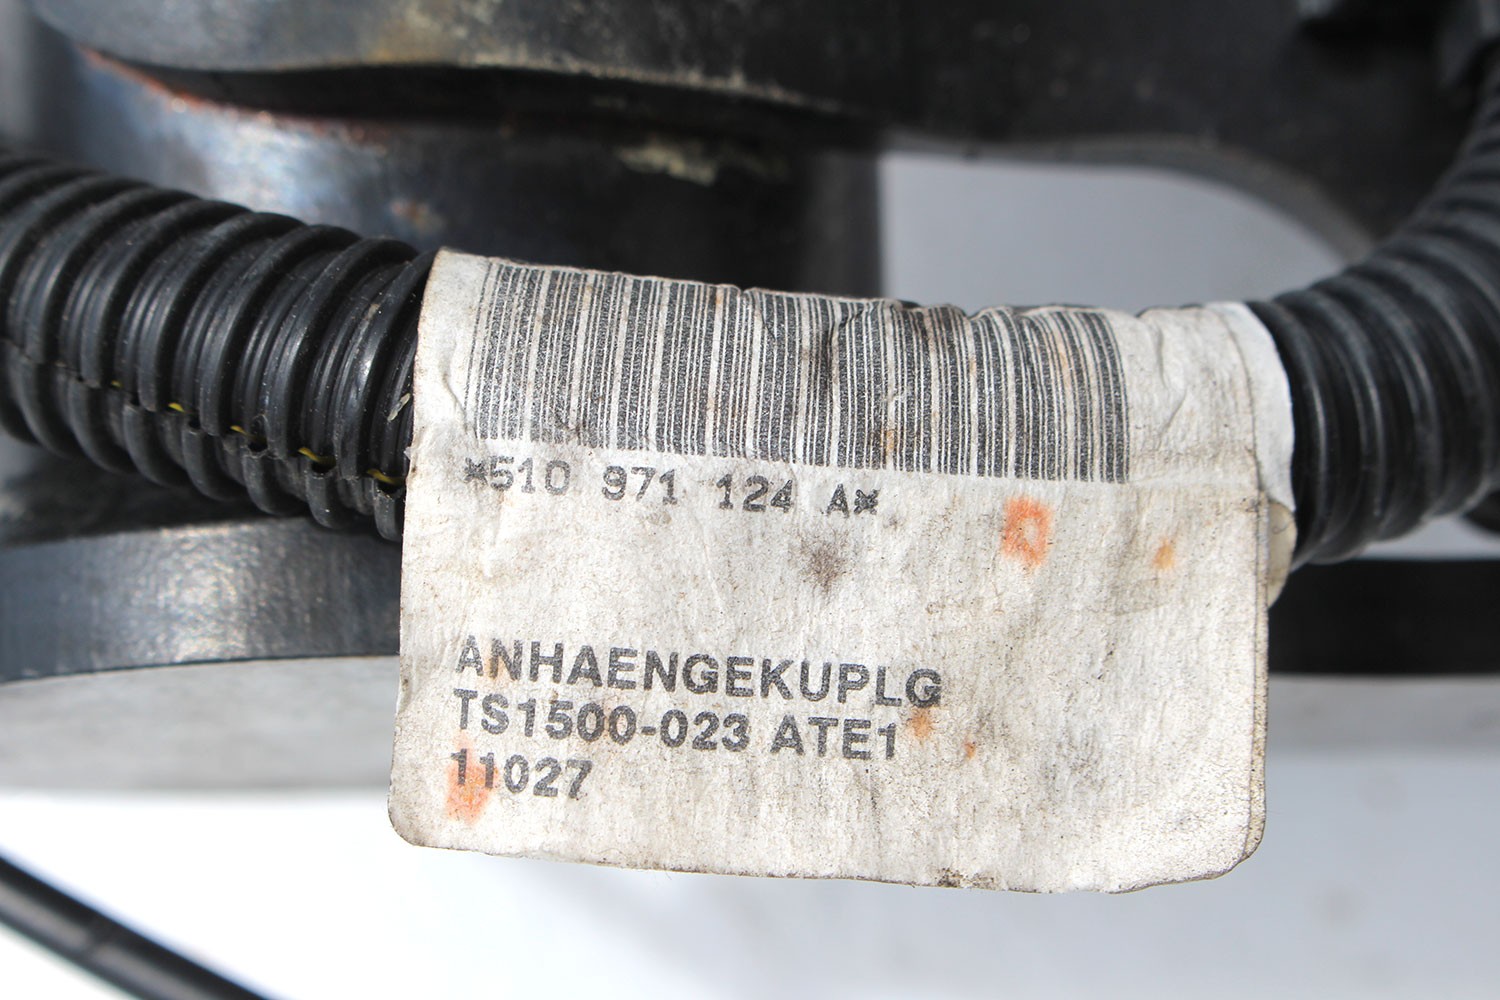 *510 971 124 A*
ANHAENGEKUPLG
TS1500-023 ATE1
11027